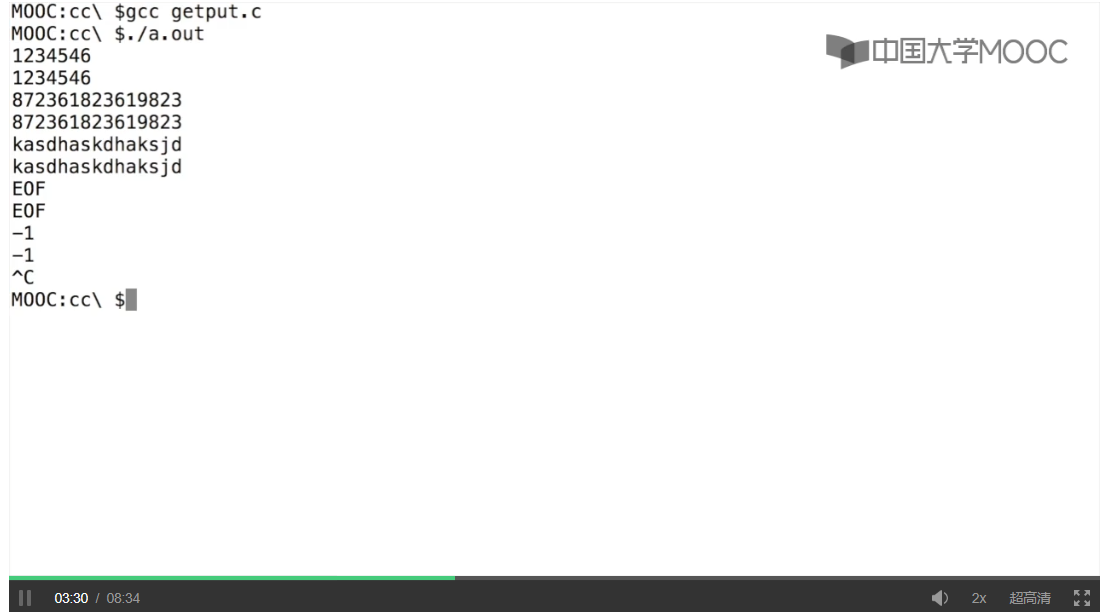 MOOC:cc\ $gcc getput.c
MOOC:cc\ $./a.out
中国大学MOOC
1234546
1234546
872361823619823
872361823619823
kasdhaskdhaksjd
kasdhaskdhaksjd
EOF
EOF
-1
-1
^C
MOOC:cc\ $
03:30 / 08:34
2x
超高清